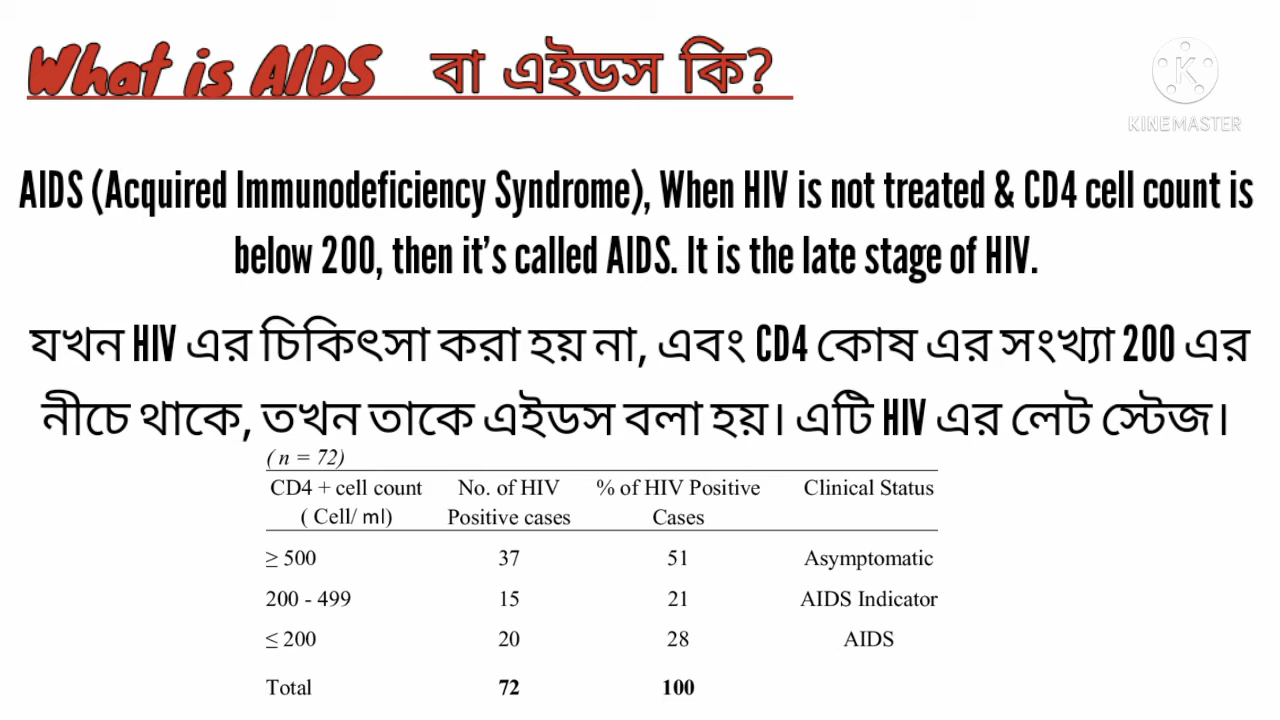 What is AIDS বা এইডস কি?
KINEMASTER
AIDS (Acquired Immunodeficiency Syndrome), When HIV is not treated & CD4 cell count is
below 200, then it's called AIDS. It is the late stage of HIV.
যখন HIV এর চিকিৎসা করা হয় না, এবং CD4 কোষ এর সংখ্যা 200 এর
নীচে থাকে, তখন তাকে এইডস বলা হয়। এটি HIV এর লেট স্টেজ।
( n = 72)
CD4 + cell count No. of HIV % of HIV Positive Clinical Status
( Cell/ ml) Positive cases Cases
≥ 500 37 51 Asymptomatic
200 - 499 15 21 AIDS Indicator
≤ 200 20 28 AIDS
Total 72 100